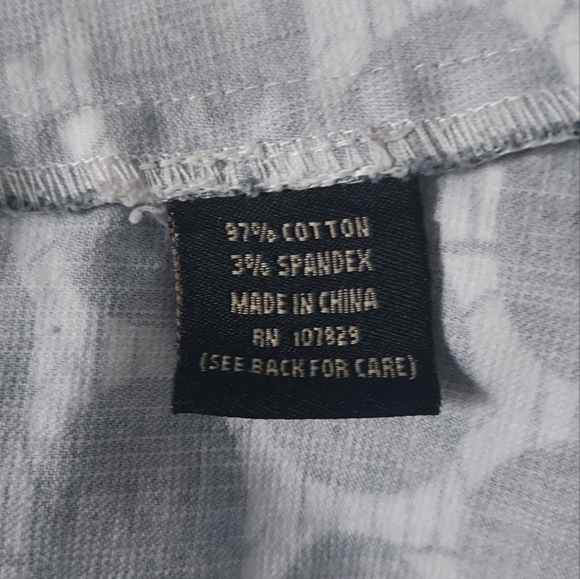 97% COTTON
3% SPANDEX
MADE IN CHINA
RN 107829
(SEE BACK FOR CARE)